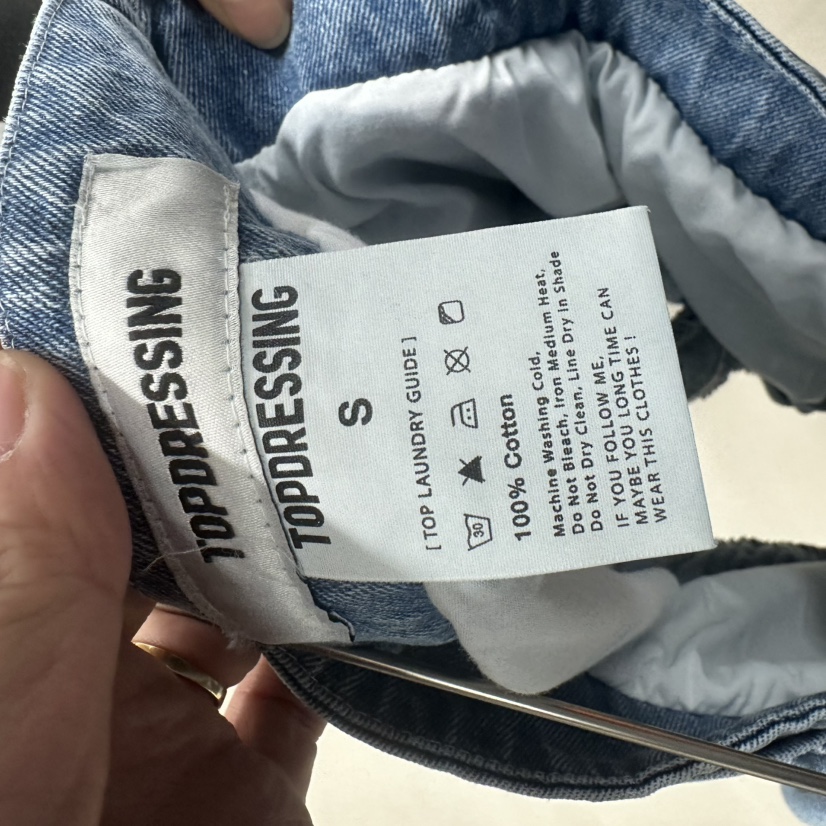 TOPDRESSING
TOPDRESSING
S
[ TOP LAUNDRY GUIDE ]
30
100% Cotton
Machine Washing Cold,
Do Not Bleach, Iron Medium Heat,
Do Not Dry Clean, Line Dry In Shade
IF YOU FOLLOW ME,
MAYBE YOU LONG TIME CAN
WEAR THIS CLOTHES !